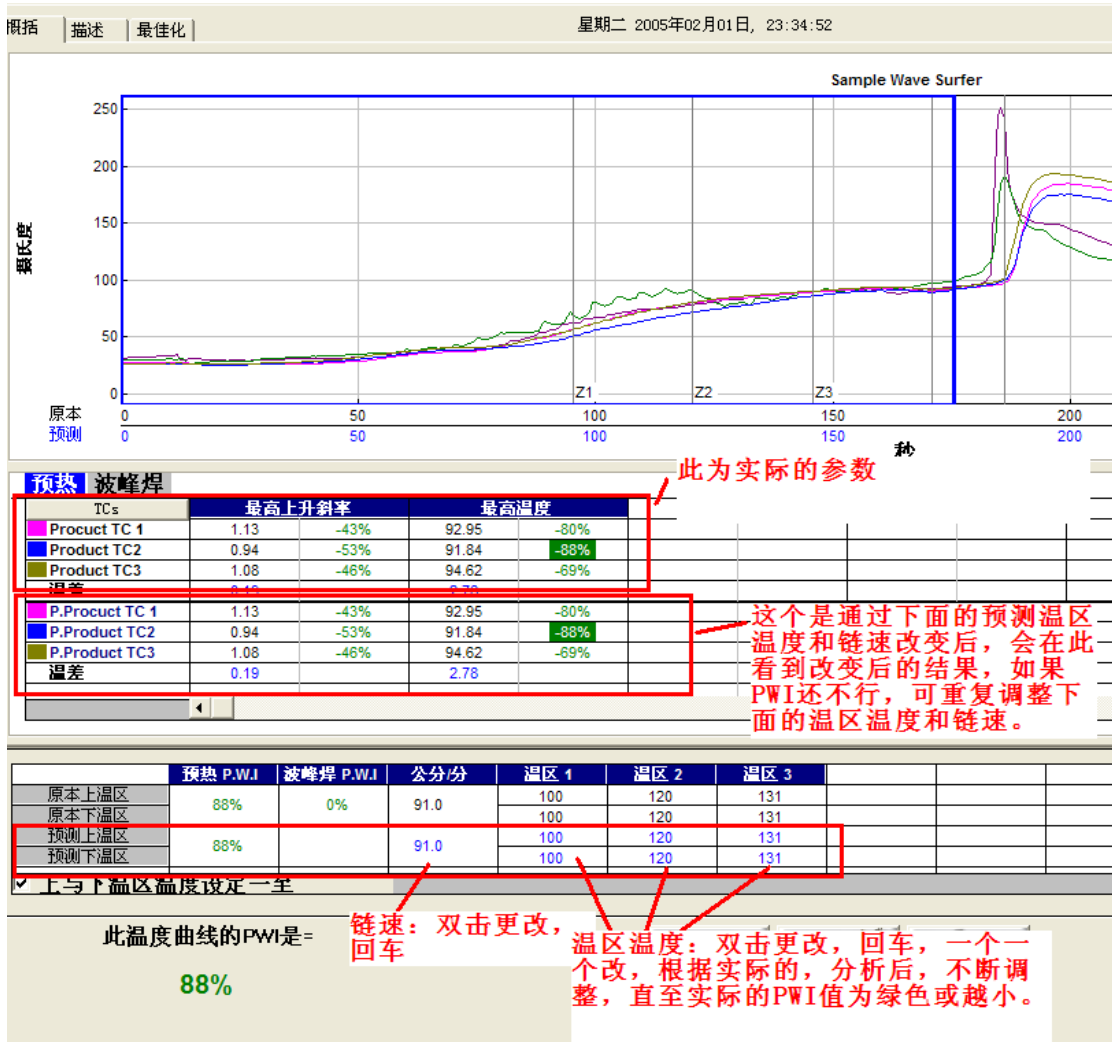 概括 描述 最佳化 星期二 2005年02月01日, 23:34:52
Sample Wave Surfer
250
200
150
100
50
0
摄氏度
Z1 Z2 Z3
原本 0 50 100 150 200
预测 0 50 100 150 200
秒
此为实际的参数
预热 波峰焊
TCs 最高上升斜率 最高温度
Procuct TC 1 1.13 -43% 92.95 -80%
Product TC2 0.94 -53% 91.84 -88%
Product TC3 1.08 -46% 94.62 -69%
温差 0.19 2.78
P.Procuct TC 1 1.13 -43% 92.95 -80%
P.Product TC2 0.94 -53% 91.84 -88%
P.Product TC3 1.08 -46% 94.62 -69%
温差 0.19 2.78
这个是通过下面的预测温区
温度和链速改变后，会在此
看到改变后的结果，如果
PWI还不行，可重复调整下
面的温区温度和链速。
预热 P.W.I 波峰焊 P.W.I 公分/分 温区 1 温区 2 温区 3
原本上温区 88% 0% 91.0 100 120 131
原本下温区 100 120 131
预测上温区 88% 91.0 100 120 131
预测下温区 100 120 131
上与下温区温度设定一至
此温度曲线的PWI是=
88%
链速：双击更改，
回车
温区温度：双击更改，回车，一个一
个改，根据实际的，分析后，不断调
整，直至实际的PWI值为绿色或越小。